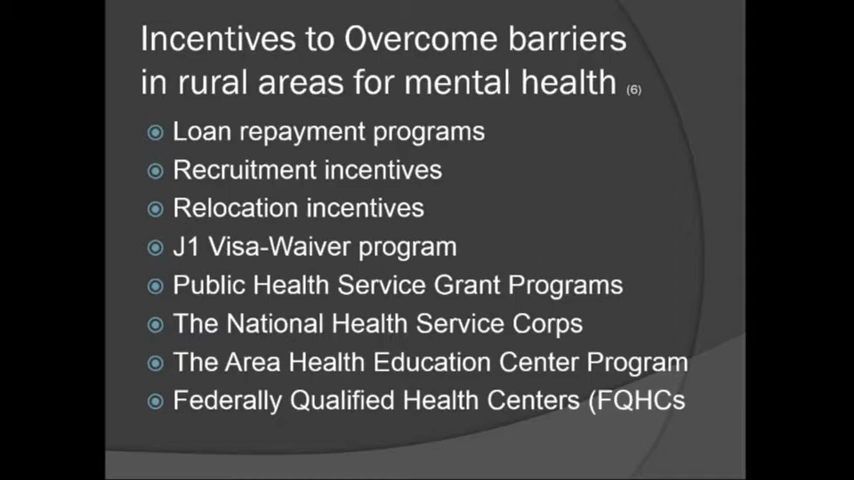 Incentives to Overcome barriers
in rural areas for mental health (6)
Loan repayment programs
Recruitment incentives
Relocation incentives
J1 Visa-Waiver program
Public Health Service Grant Programs
The National Health Service Corps
The Area Health Education Center Program
Federally Qualified Health Centers (FQHCs